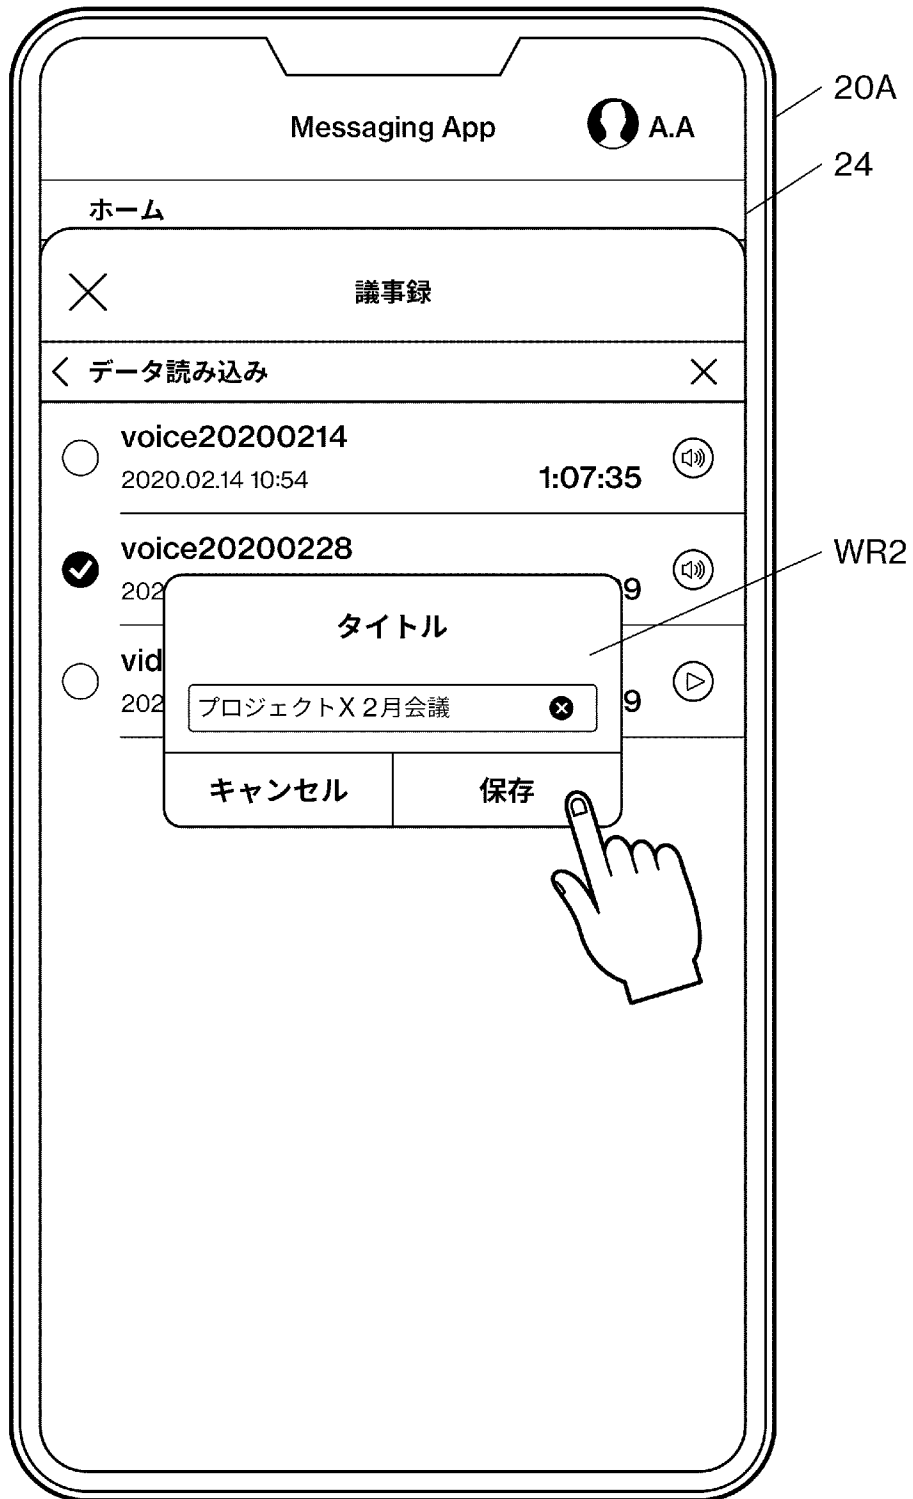 Messaging App
A.A
20A
24
ホーム
議事録
データ読み込み
voice20200214
2020.02.14 10:54
1:07:35
voice20200228
202
9
WR2
タイトル
vid
プロジェクトX 2月会議
202
9
キャンセル
保存